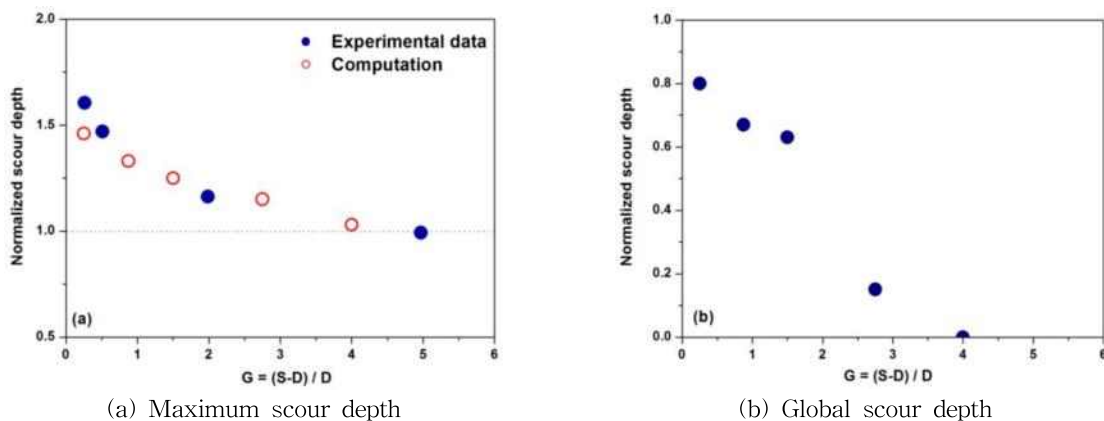 2.0
1.5
1.0
0.5
Normalized scour depth
Experimental data
Computation
(a)
0 1 2 3 4 5 6
G = (S-D) / D
(a) Maximum scour depth
1.0
0.8
0.6
0.4
0.2
0.0
Normalized scour depth
(b)
0 1 2 3 4 5 6
G = (S-D) / D
(b) Global scour depth